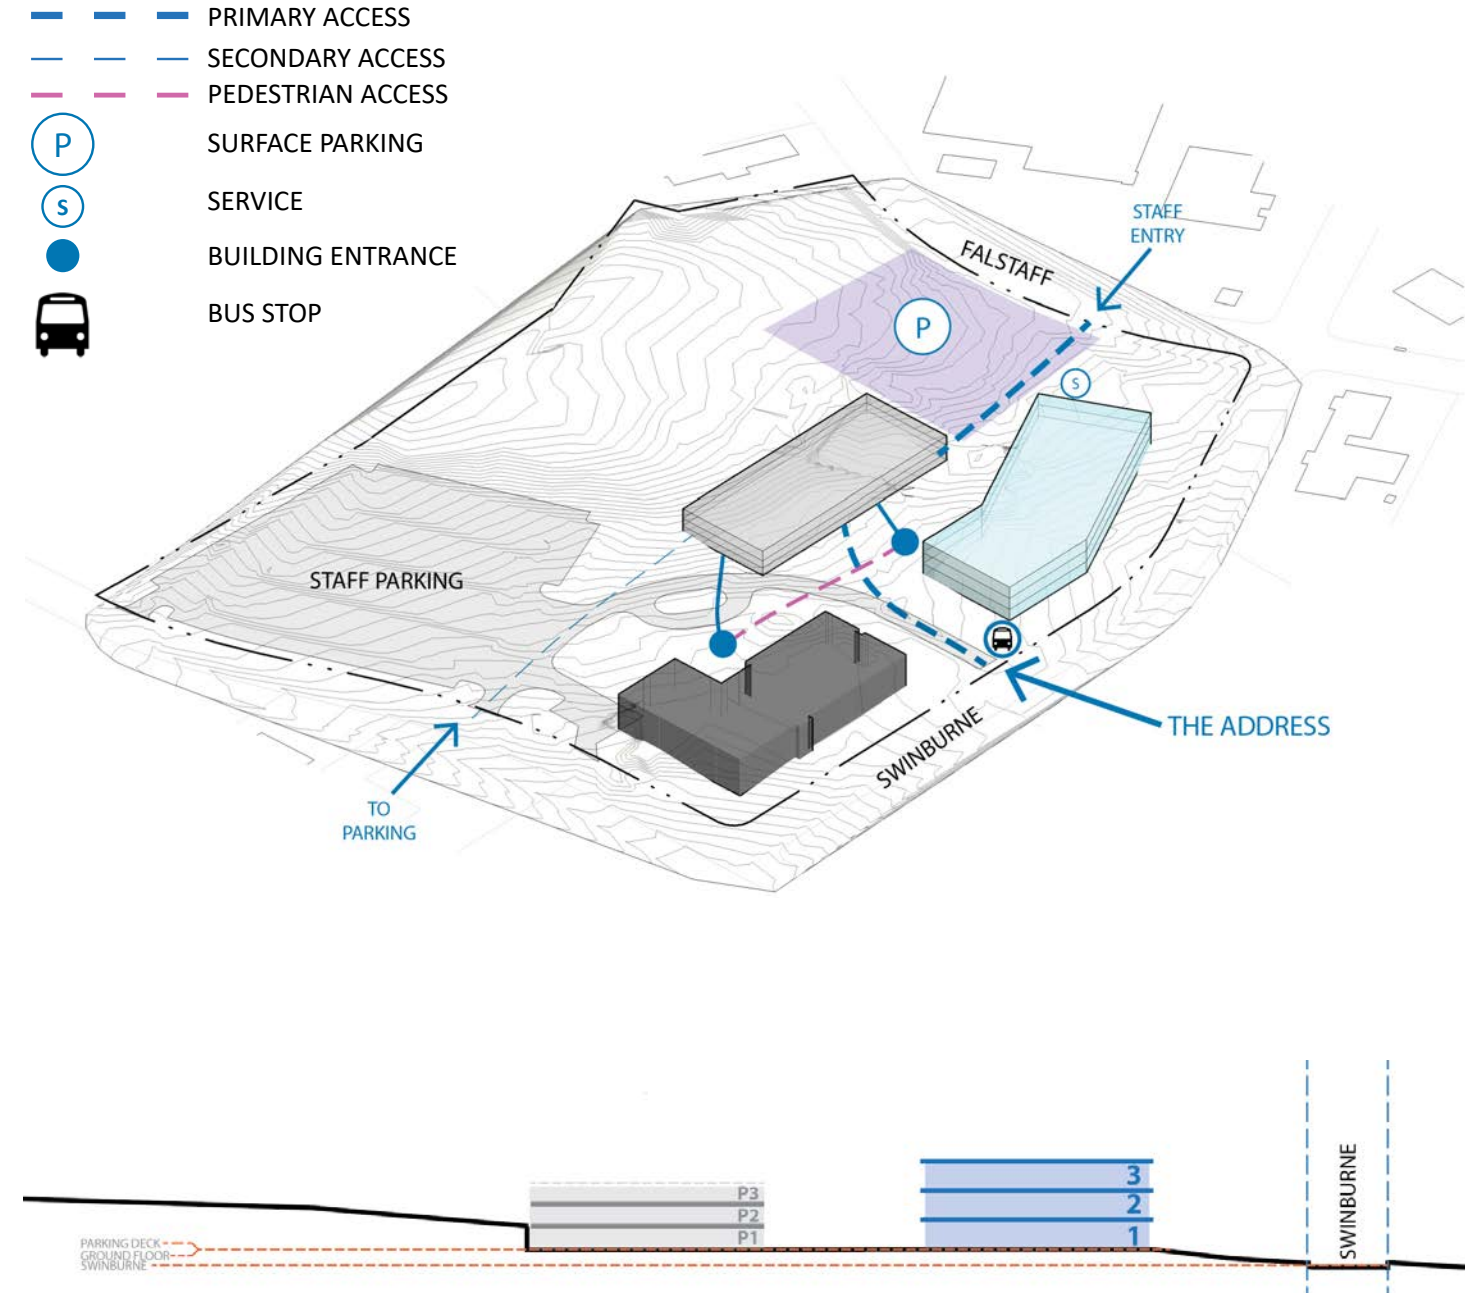 PRIMARY ACCESS
SECONDARY ACCESS
PEDESTRIAN ACCESS
P
SURFACE PARKING
S
SERVICE
BUILDING ENTRANCE
BUS STOP
STAFF
ENTRY
FALSTAFF
P
S
STAFF PARKING
THE ADDRESS
SWINBURNE
TO
PARKING
SWINBURNE
3
P3
2
P2
1
P1
PARKING DECK
GROUND FLOOR
SWINBURNE